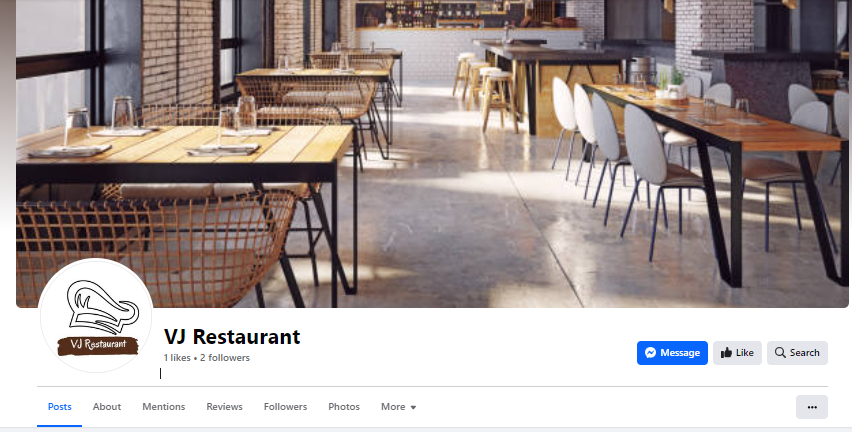 VJ Restaurant
VJ Restaurant
1 likes • 2 followers
Message
Like
Search
Posts
About
Mentions
Reviews
Followers
Photos
More